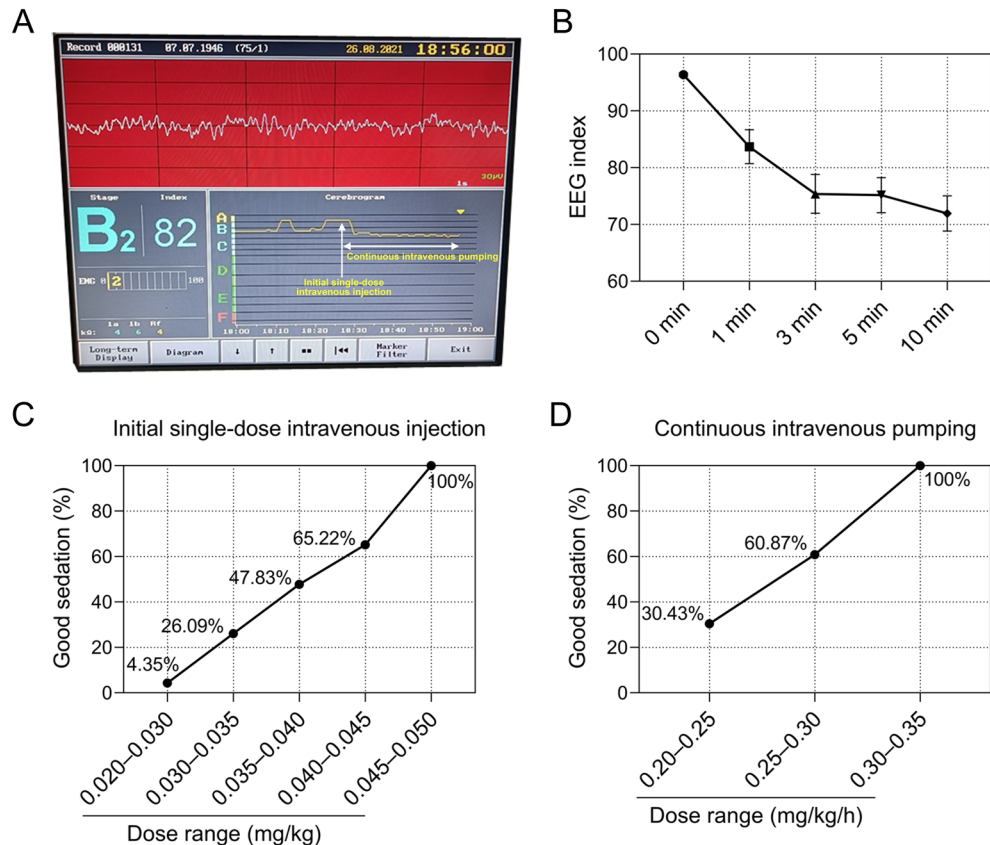 A
Record 000131 07.07.1946 (75/1) 26.08.2021 18:56:00
30µV
1s
Stage Index
B2 82
EMG 0 2 100
1a 1b Rf
kΩ: 4 6 4
Cerebrogram
A
B
C
D
E
F
Continuous intravenous pumping
Initial single-dose
intravenous injection
18:00 18:10 18:20 18:30 18:40 18:50 19:00
Long-term
Display
Diagram
↓
↑
Marker
Filter
Exit
B
EEG index
100
90
80
70
60
0 min
1 min
3 min
5 min
10 min
C
Initial single-dose intravenous injection
Good sedation (%)
100
80
60
40
20
0
4.35%
26.09%
47.83%
65.22%
100%
0.020–0.030
0.030–0.035
0.035–0.040
0.040–0.045
0.045–0.050
Dose range (mg/kg)
D
Continuous intravenous pumping
Good sedation (%)
100
80
60
40
20
0
30.43%
60.87%
100%
0.20–0.25
0.25–0.30
0.30–0.35
Dose range (mg/kg/h)